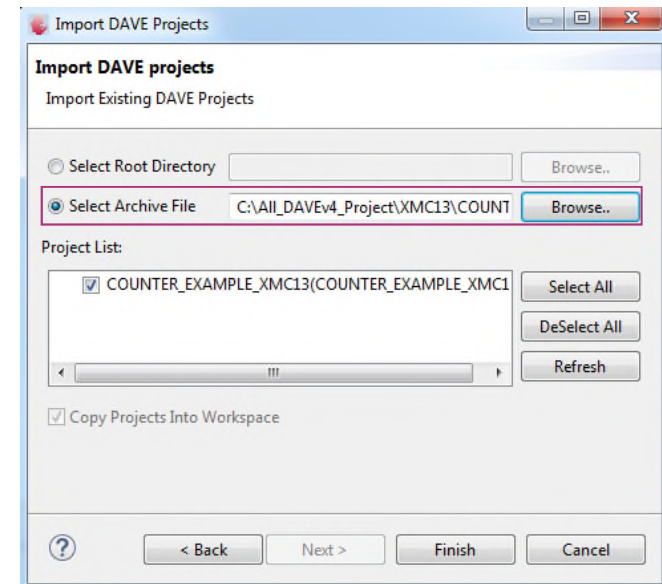 Import DAVE Projects
Import DAVE projects
Import Existing DAVE Projects
Select Root Directory Browse..
Select Archive File C:\All_DAVEv4_Project\XMC13\COUNT Browse..
Project List:
COUNTER_EXAMPLE_XMC13(COUNTER_EXAMPLE_XMC1 Select All
DeSelect All
Refresh
Copy Projects Into Workspace
? < Back Next > Finish Cancel